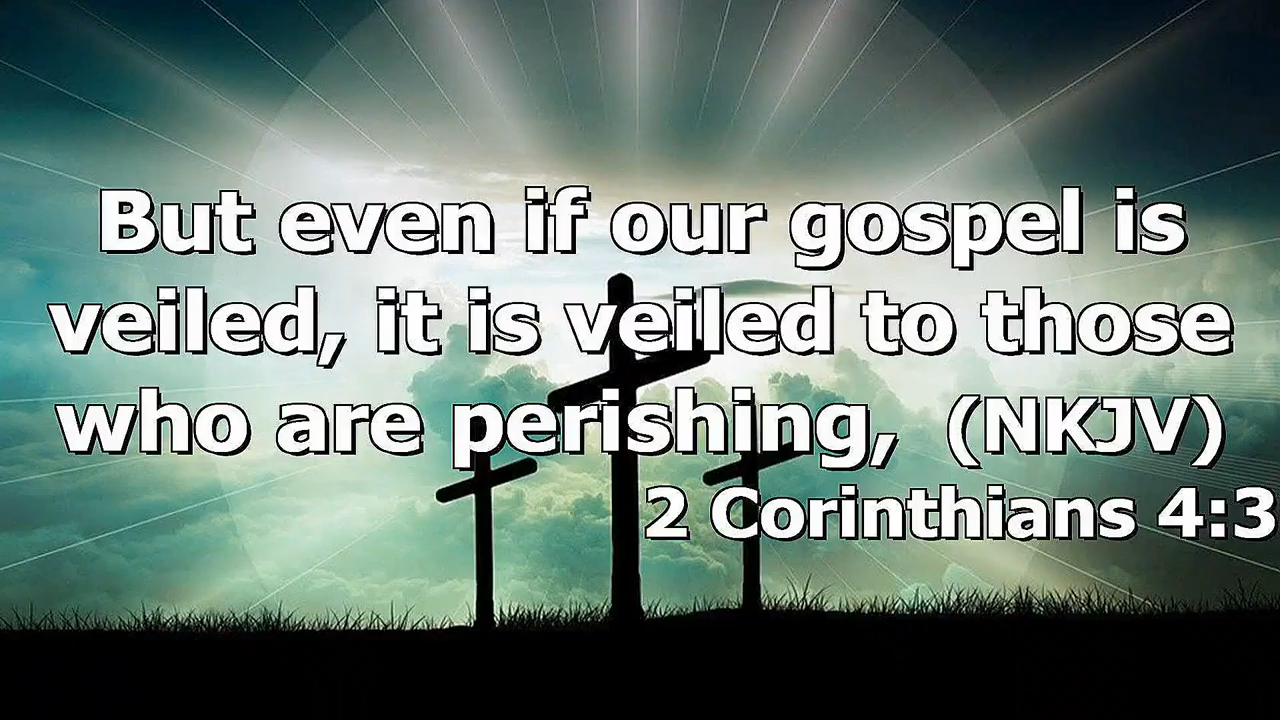 But even if our gospel is
veiled, it is veiled to those
who are perishing, (NKJV)
2 Corinthians 4:3